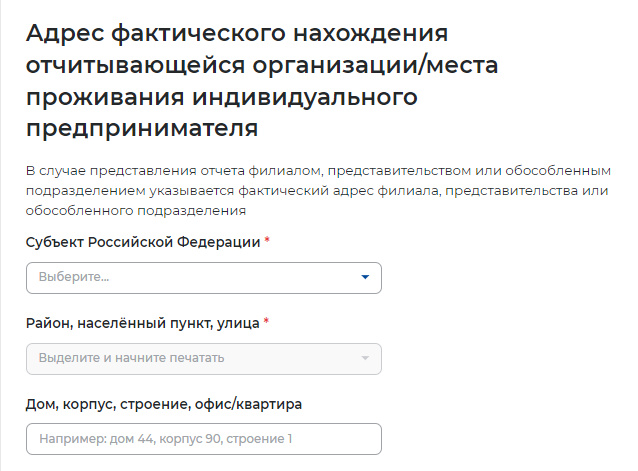 Адрес фактического нахождения
отчитывающейся организации/места
проживания индивидуального
предпринимателя
В случае представления отчета филиалом, представительством или обособленным
подразделением указывается фактический адрес филиала, представительства или
обособленного подразделения
Субъект Российской Федерации *
Выберите...
Район, населённый пункт, улица *
Выделите и начните печатать
Дом, корпус, строение, офис/квартира
Например: дом 44, корпус 90, строение 1